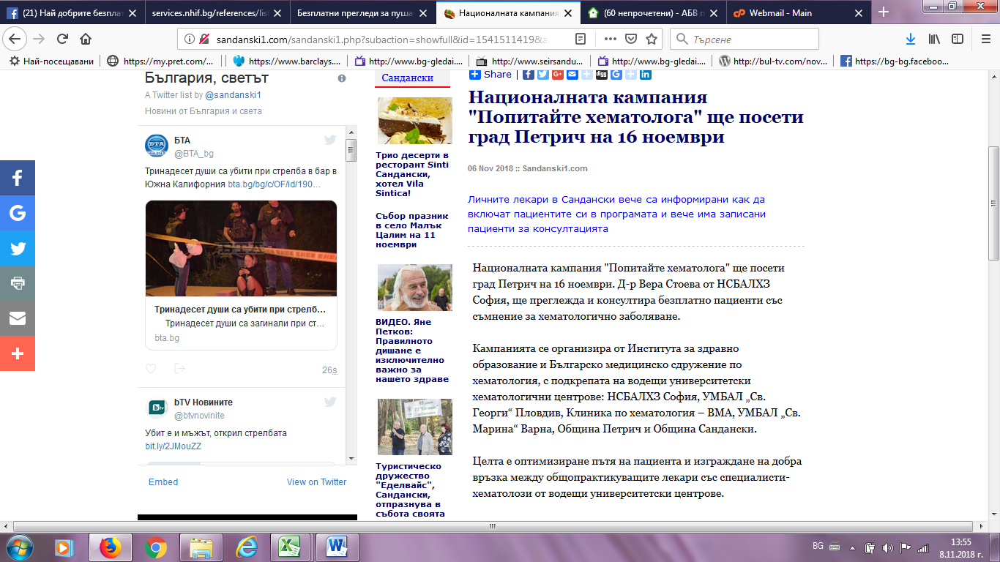 (21) Най добрите безплат
services.nhif.bg/references/list
Безплатни прегледи за пуша
Националната кампания
(60 непрочетени) - АБВ п
Webmail - Main
sandanski1.com/sandanski1.php?subaction=showfull&id=1541511419&a
Търсене
Най-посещавани
https://my.pret.com/...
https://www.barclays....
http://www.bg-gledai....
http://www.seirsandu...
http://www.bg-gledai....
http://bul-tv.com/nov...
https://bg-bg.faceboo...
България, светът
A Twitter list by @sandanski1
Новини от България и света
БТА
@BTA_bg
Тринадесет души са убити при стрелба в бар в
Южна Калифорния bta.bg/bg/c/OF/id/190…
Тринадесет души са убити при стрелб…
Тринадесет души са загинали при ст…
bta.bg
26s
bTV Новините
@btvnovinite
Убит е и мъжът, открил стрелбата
bit.ly/2JMouZZ
Embed
View on Twitter
Сандански
Трио десерти в
ресторант Sinti
Сандански,
хотел Vila
Sintica!
Събор празник
в село Малък
Цалим на 11
ноември
ВИДЕО. Яне
Петков:
Правилното
дишане е
изключително
важно за
нашето здраве
Туристическо
дружество
"Еделвайс",
Сандански,
отпразнува в
събота своята
Share |
digg
Националната кампания
"Попитайте хематолога" ще посети
град Петрич на 16 ноември
06 Nov 2018 :: Sandanski1.com
Личните лекари в Сандански вече са информирани как да
включат пациентите си в програмата и вече има записани
пациенти за консултацията
Националната кампания "Попитайте хематолога" ще посети
град Петрич на 16 ноември. Д-р Вера Стоева от НСБАЛХЗ
София, ще преглежда и консултира безплатно пациенти със
съмнение за хематологично заболяване.
Кампанията се организира от Института за здравно
образование и Българско медицинско сдружение по
хематология, с подкрепата на водещи университетски
хематологични центрове: НСБАЛХЗ София, УМБАЛ „Св.
Георги“ Пловдив, Клиника по хематология – ВМА, УМБАЛ „Св.
Марина“ Варна, Община Петрич и Община Сандански.
Целта е оптимизиране пътя на пациента и изграждане на добра
връзка между общопрактикуващите лекари със специалисти-
хематолози от водещи университетски центрове.
BG
13:55
8.11.2018 г.